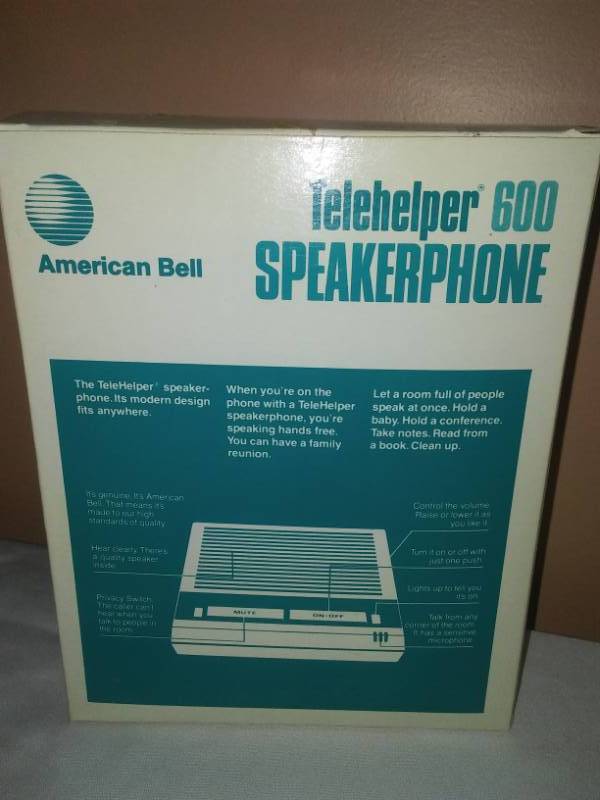 Telehelper® 600
American Bell
SPEAKERPHONE
The TeleHelper® speaker-
phone. Its modern design
fits anywhere.
When you're on the
phone with a TeleHelper
speakerphone, you're
speaking hands free.
You can have a family
reunion.
Let a room full of people
speak at once. Hold a
baby. Hold a conference.
Take notes. Read from
a book. Clean up.
It's genuine. It's American
Bell. That means it's
made to our high
standards of quality
Hear clearly. There's
a quality speaker
inside.
Privacy Switch.
The caller can't
hear when you
talk to people in
the room.
Control the volume.
Raise or lower it as
you like it.
Turn it on or off with
just one push.
Lights up to tell you
it's on.
Talk from any
corner of the room.
It has a sensitive
microphone.
MUTE
ON-OFF